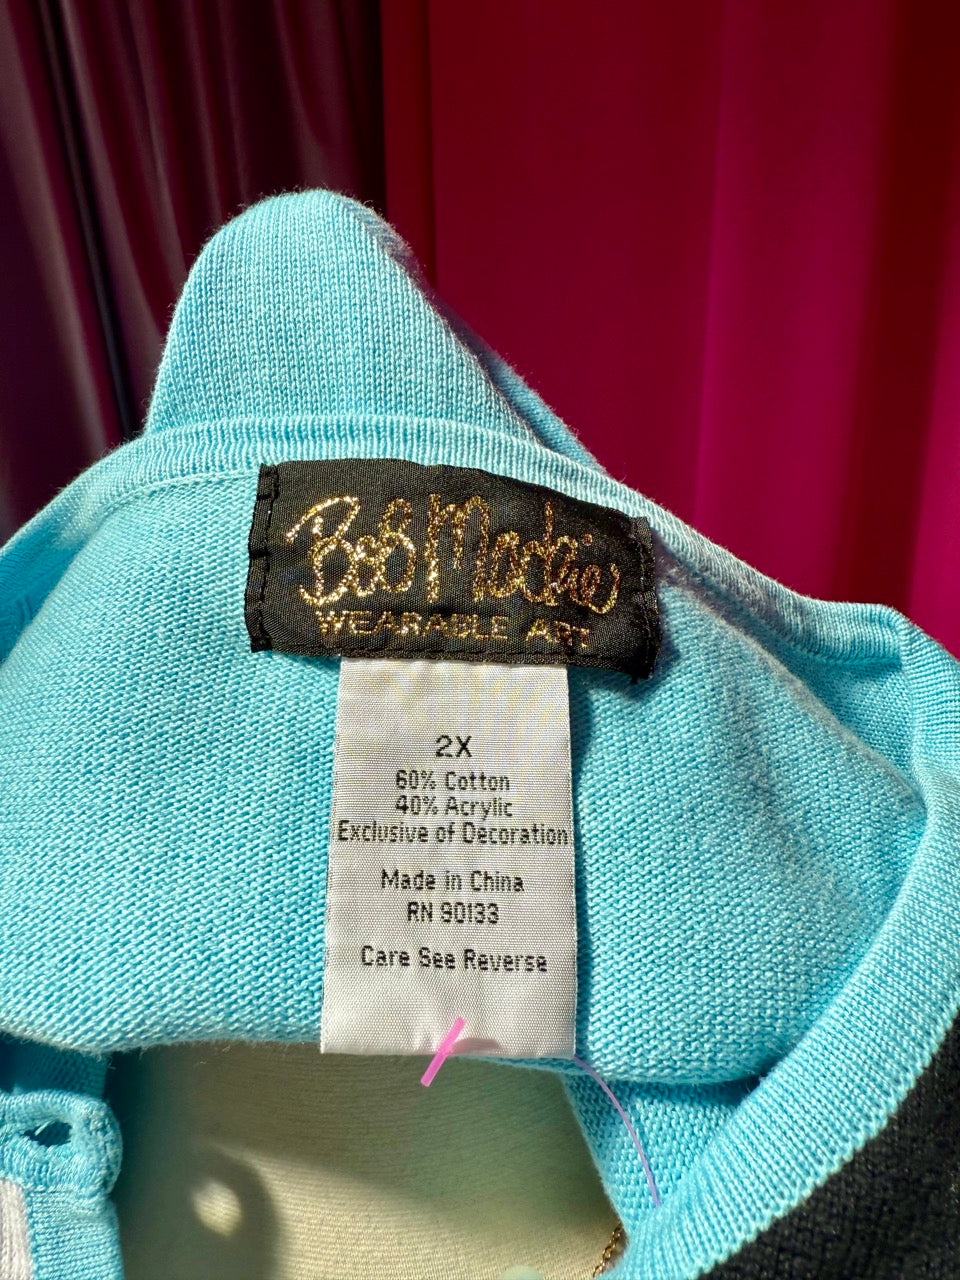 Bob Mackie
WEARABLE ART
2X
60% Cotton
40% Acrylic
Exclusive of Decoration
Made in China
RN 90133
Care See Reverse